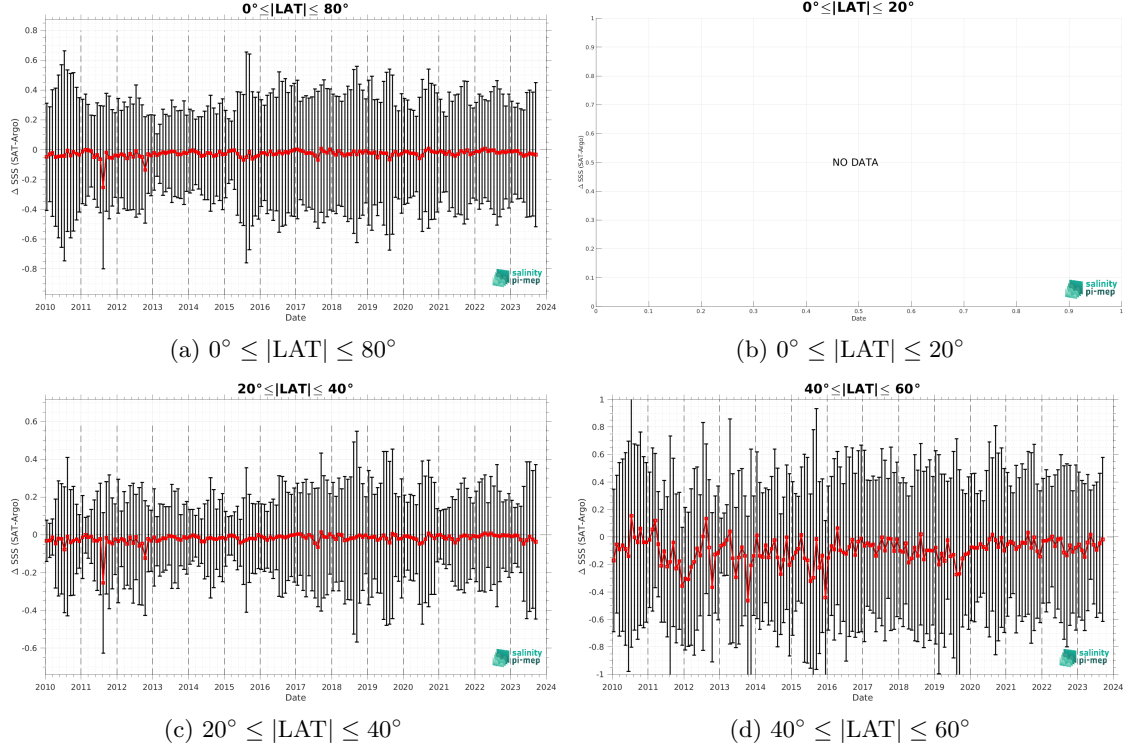 0°≤|LAT|≤ 80°
0.8
0.6
0.4
0.2
0
-0.2
-0.4
-0.6
-0.8
Δ SSS (SAT-Argo)
2010 2011 2012 2013 2014 2015 2016 2017 2018 2019 2020 2021 2022 2023 2024
Date
salinity
pi-mep
(a) 0° ≤ |LAT| ≤ 80°
0°≤|LAT|≤ 20°
1
0.9
0.8
0.7
0.6
0.5
0.4
0.3
0.2
0.1
0
Δ SSS (SAT-Argo)
NO DATA
0 0.1 0.2 0.3 0.4 0.5 0.6 0.7 0.8 0.9 1
Date
salinity
pi-mep
(b) 0° ≤ |LAT| ≤ 20°
20°≤|LAT|≤ 40°
0.6
0.4
0.2
0
-0.2
-0.4
-0.6
Δ SSS (SAT-Argo)
2010 2011 2012 2013 2014 2015 2016 2017 2018 2019 2020 2021 2022 2023 2024
Date
salinity
pi-mep
(c) 20° ≤ |LAT| ≤ 40°
40°≤|LAT|≤ 60°
1
0.8
0.6
0.4
0.2
0
-0.2
-0.4
-0.6
-0.8
-1
Δ SSS (SAT-Argo)
2010 2011 2012 2013 2014 2015 2016 2017 2018 2019 2020 2021 2022 2023 2024
Date
salinity
pi-mep
(d) 40° ≤ |LAT| ≤ 60°